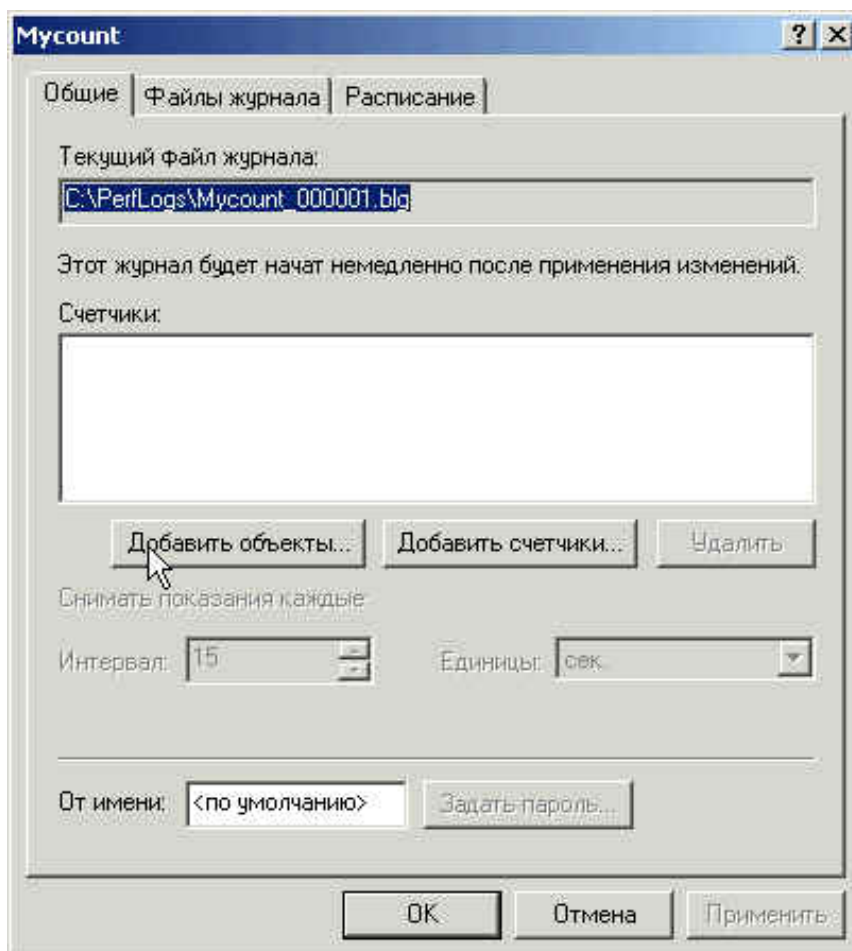 Mycount
Общие Файлы журнала Расписание
Текущий файл журнала:
C:\PerfLogs\Mycount_000001.blg
Этот журнал будет начат немедленно после применения изменений.
Счетчики:
Добавить объекты... Добавить счетчики... Удалить
Снимать показания каждые
Интервал: 15 Единицы: сек.
От имени: <по умолчанию> Задать пароль...
OK Отмена Применить